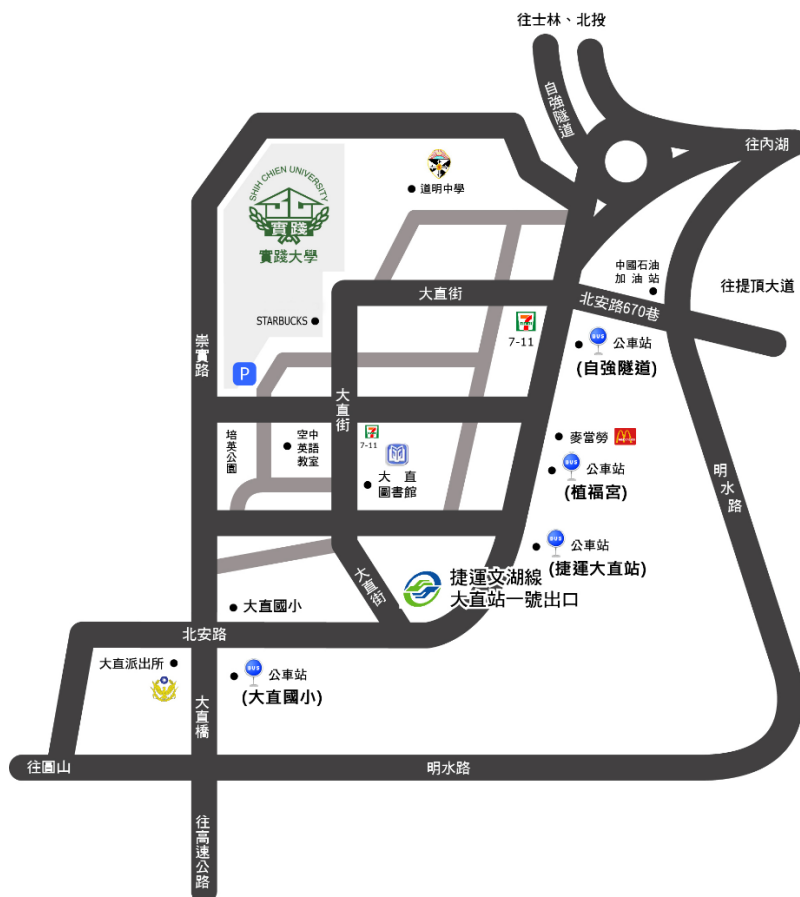 往士林、北投
自強隧道
往內湖
SHIH CHIEN UNIVERSITY
實踐
實踐大學
道明中學
中國石油
加油站
往提頂大道
大直街
北安路670巷
STARBUCKS
7-11
公車站
(自強隧道)
崇實路
P
大直街
培英公園
空中
英語
教室
7-11
大直
圖書館
麥當勞
BUS
公車站
(植福宮)
明水路
BUS
公車站
(捷運大直站)
BUS
捷運文湖線
大直站一號出口
大直街
大直國小
北安路
大直派出所
BUS
公車站
(大直國小)
大直橋
往圓山
明水路
往高速公路